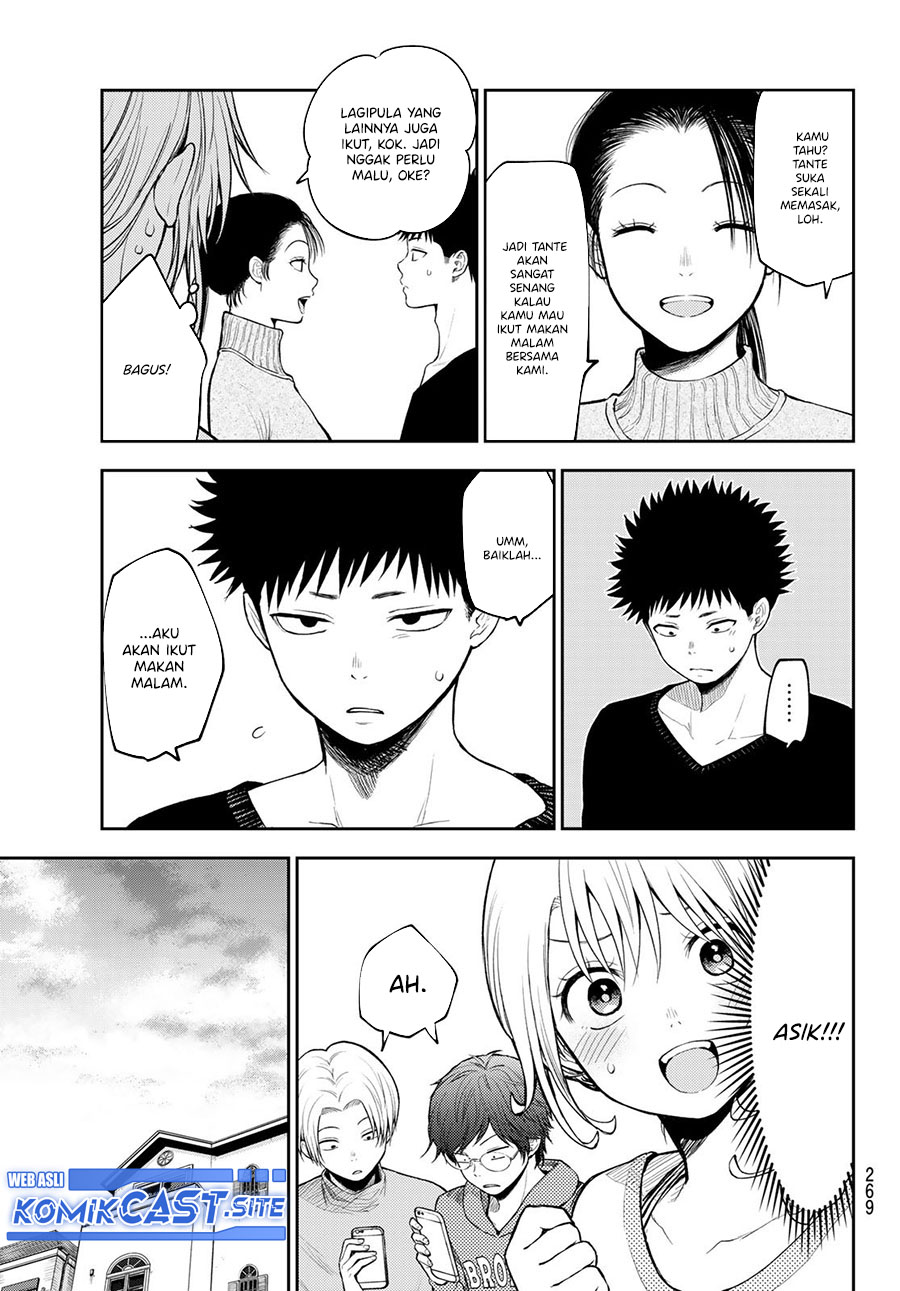 KAMU
TAHU?
TANTE
SUKA
SEKALI
MEMASAK,
LOH.
JADI TANTE
AKAN
SANGAT
SENANG
KALAU
KAMU MAU
IKUT MAKAN
MALAM
BERSAMA
KAMI.
LAGIPULA YANG
LAINNYA JUGA
IKUT, KOK. JADI
NGGAK PERLU
MALU, OKE?
BAGUS!
......
UMM,
BAIKLAH...
...AKU
AKAN IKUT
MAKAN
MALAM.
ASIK!!!
AH.
BRO
269
WEB ASLI
KOMIKCAST.SITE